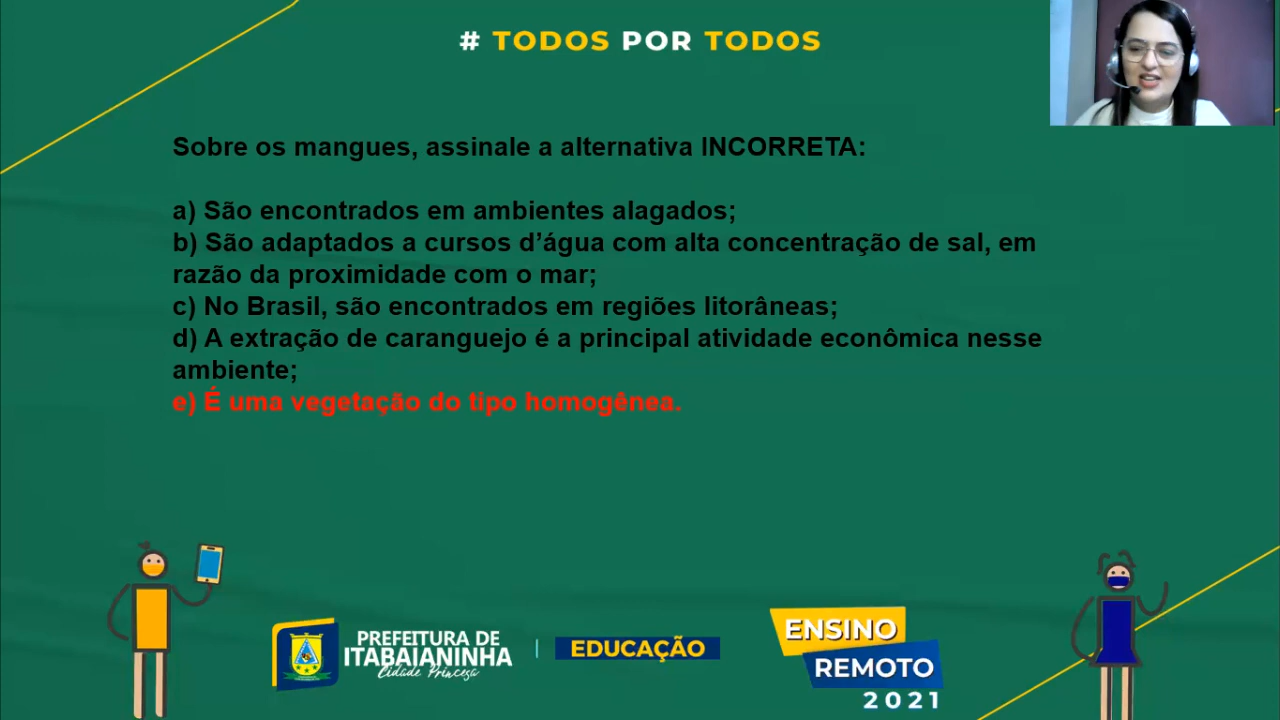 # TODOS POR TODOS
Sobre os mangues, assinale a alternativa INCORRETA:
a) São encontrados em ambientes alagados;
b) São adaptados a cursos d’água com alta concentração de sal, em
razão da proximidade com o mar;
c) No Brasil, são encontrados em regiões litorâneas;
d) A extração de caranguejo é a principal atividade econômica nesse
ambiente;
e) É uma vegetação do tipo homogênea.
PREFEITURA DE
ITABAIANINHA
Cidade Princesa
EDUCAÇÃO
ENSINO
REMOTO
2021